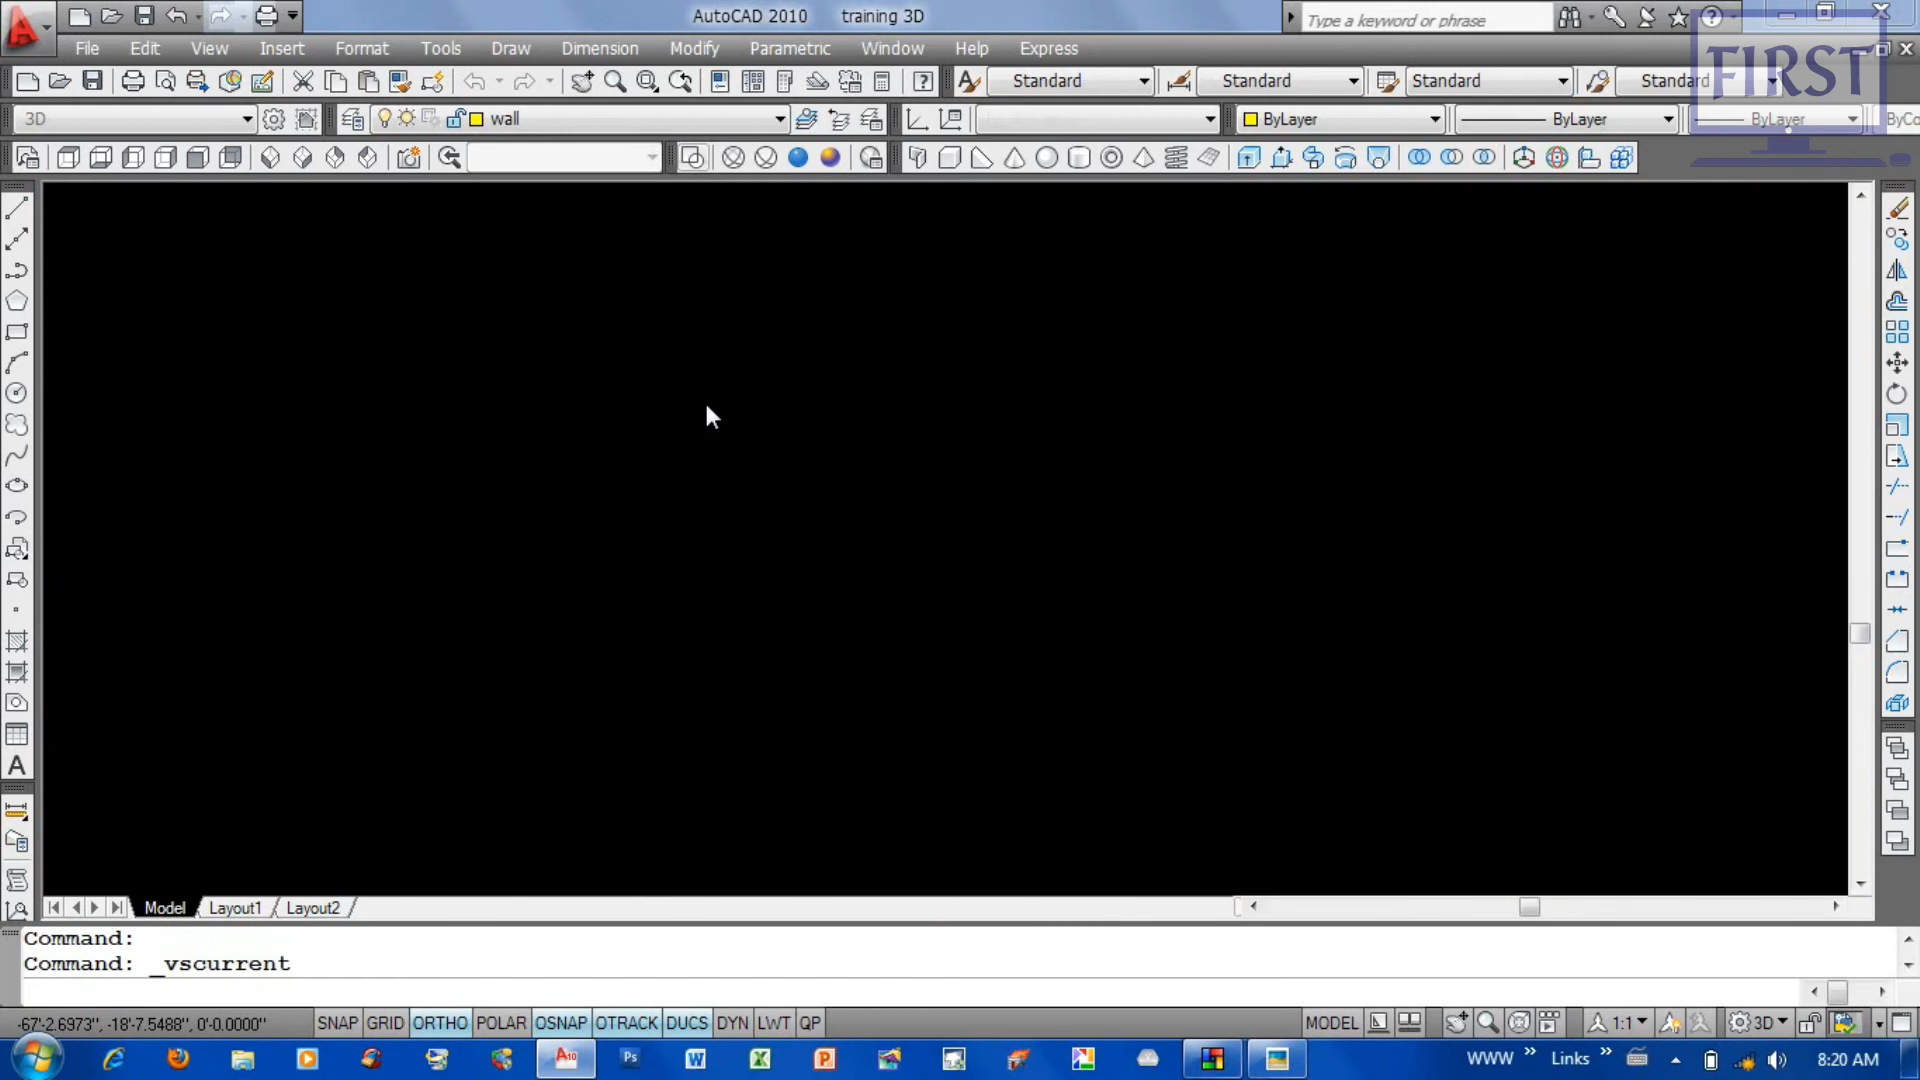 AutoCAD 2010 training 3D Type a keyword or phrase
File Edit View Insert Format Tools Draw Dimension Modify Parametric Window Help Express
FIRST
Standard Standard Standard Standard
3D wall ByLayer ByLayer ByLayer ByCo
A
Model Layout1 Layout2
Command:
Command: _vscurrent
-67'-2.6973", -18'-7.5488", 0'-0.0000" SNAP GRID ORTHO POLAR OSNAP OTRACK DUCS DYN LWT QP MODEL 1:1 3D
A10 Ps W X P WWW » Links » 8:20 AM